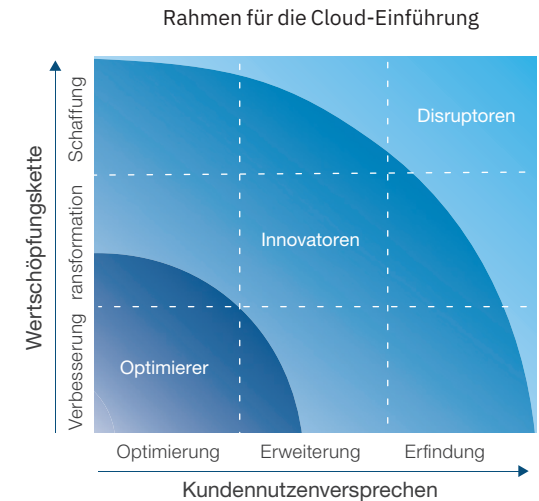 Rahmen für die Cloud-Einführung
Wertschöpfungskette
Schaffung
ransformation
Verbesserung
Disruptoren
Innovatoren
Optimierer
Optimierung Erweiterung Erfindung
Kundennutzenversprechen